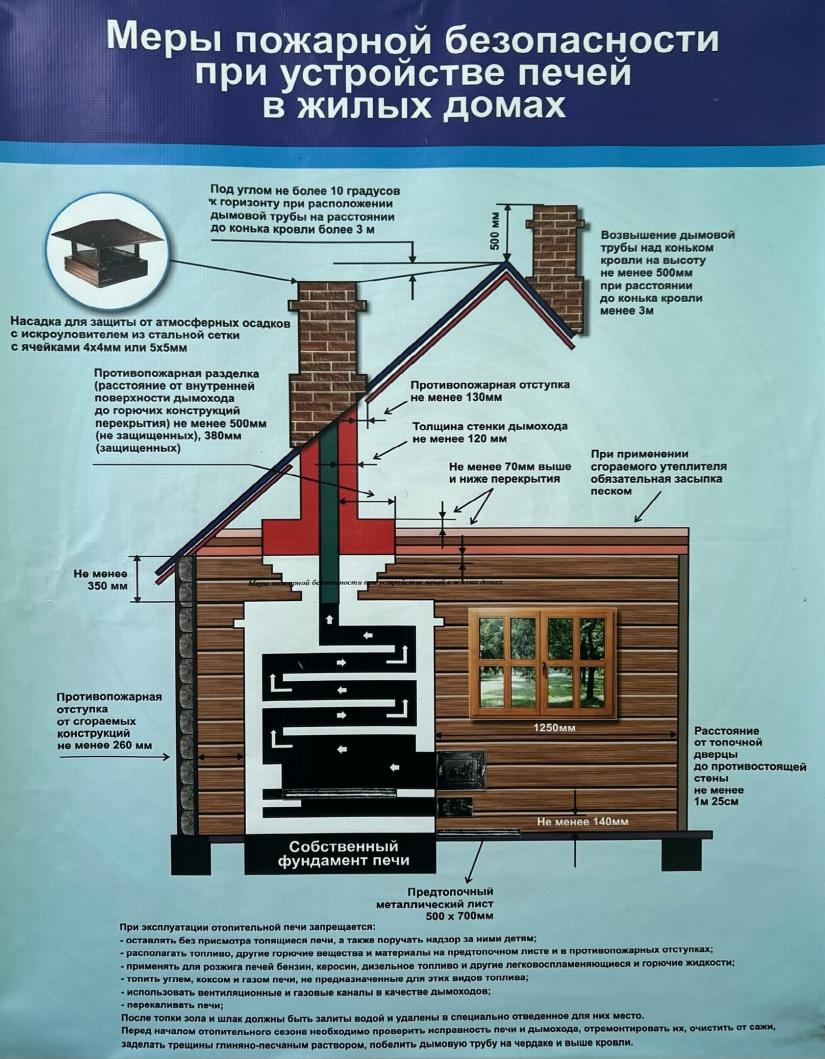 Меры пожарной безопасности
при устройстве печей
в жилых домах
Под углом не более 10 градусов
к горизонту при расположении
дымовой трубы на расстоянии
до конька кровли более 3 м
500 мм
Возвышение дымовой
трубы над коньком
кровли на высоту
не менее 500мм
при расстоянии
до конька кровли
менее 3м
Насадка для защиты от атмосферных осадков
с искроуловителем из стальной сетки
с ячейками 4х4мм или 5х5мм
Противопожарная разделка
(расстояние от внутренней
поверхности дымохода
до горючих конструкций
перекрытия) не менее 500мм
(не защищенных), 380мм
(защищенных)
Противопожарная отступка
не менее 130мм
Толщина стенки дымохода
не менее 120 мм
Не менее 70мм выше
и ниже перекрытия
При применении
сгораемого утеплителя
обязательная засыпка
песком
Не менее
350 мм
Меры пожарной безопасности при устройстве печей в жилых домах
Противопожарная
отступка
от сгораемых
конструкций
не менее 260 мм
1250мм
Расстояние
от топочной
дверцы
до противостоящей
стены
не менее
1м 25см
Не менее 140мм
Собственный
фундамент печи
Предтопочный
металлический лист
500 х 700мм
При эксплуатации отопительной печи запрещается:
- оставлять без присмотра топящиеся печи, а также поручать надзор за ними детям;
- располагать топливо, другие горючие вещества и материалы на предтопочном листе и в противопожарных отступках;
- применять для розжига печей бензин, керосин, дизельное топливо и другие легковоспламеняющиеся и горючие жидкости;
- топить углем, коксом и газом печи, не предназначенные для этих видов топлива;
- использовать вентиляционные и газовые каналы в качестве дымоходов;
- перекаливать печи;
После топки зола и шлак должны быть залиты водой и удалены в специально отведенное для них место.
Перед началом отопительного сезона необходимо проверить исправность печи и дымохода, отремонтировать их, очистить от сажи,
заделать трещины глиняно-песчаным раствором, побелить дымовую трубу на чердаке и выше кровли.